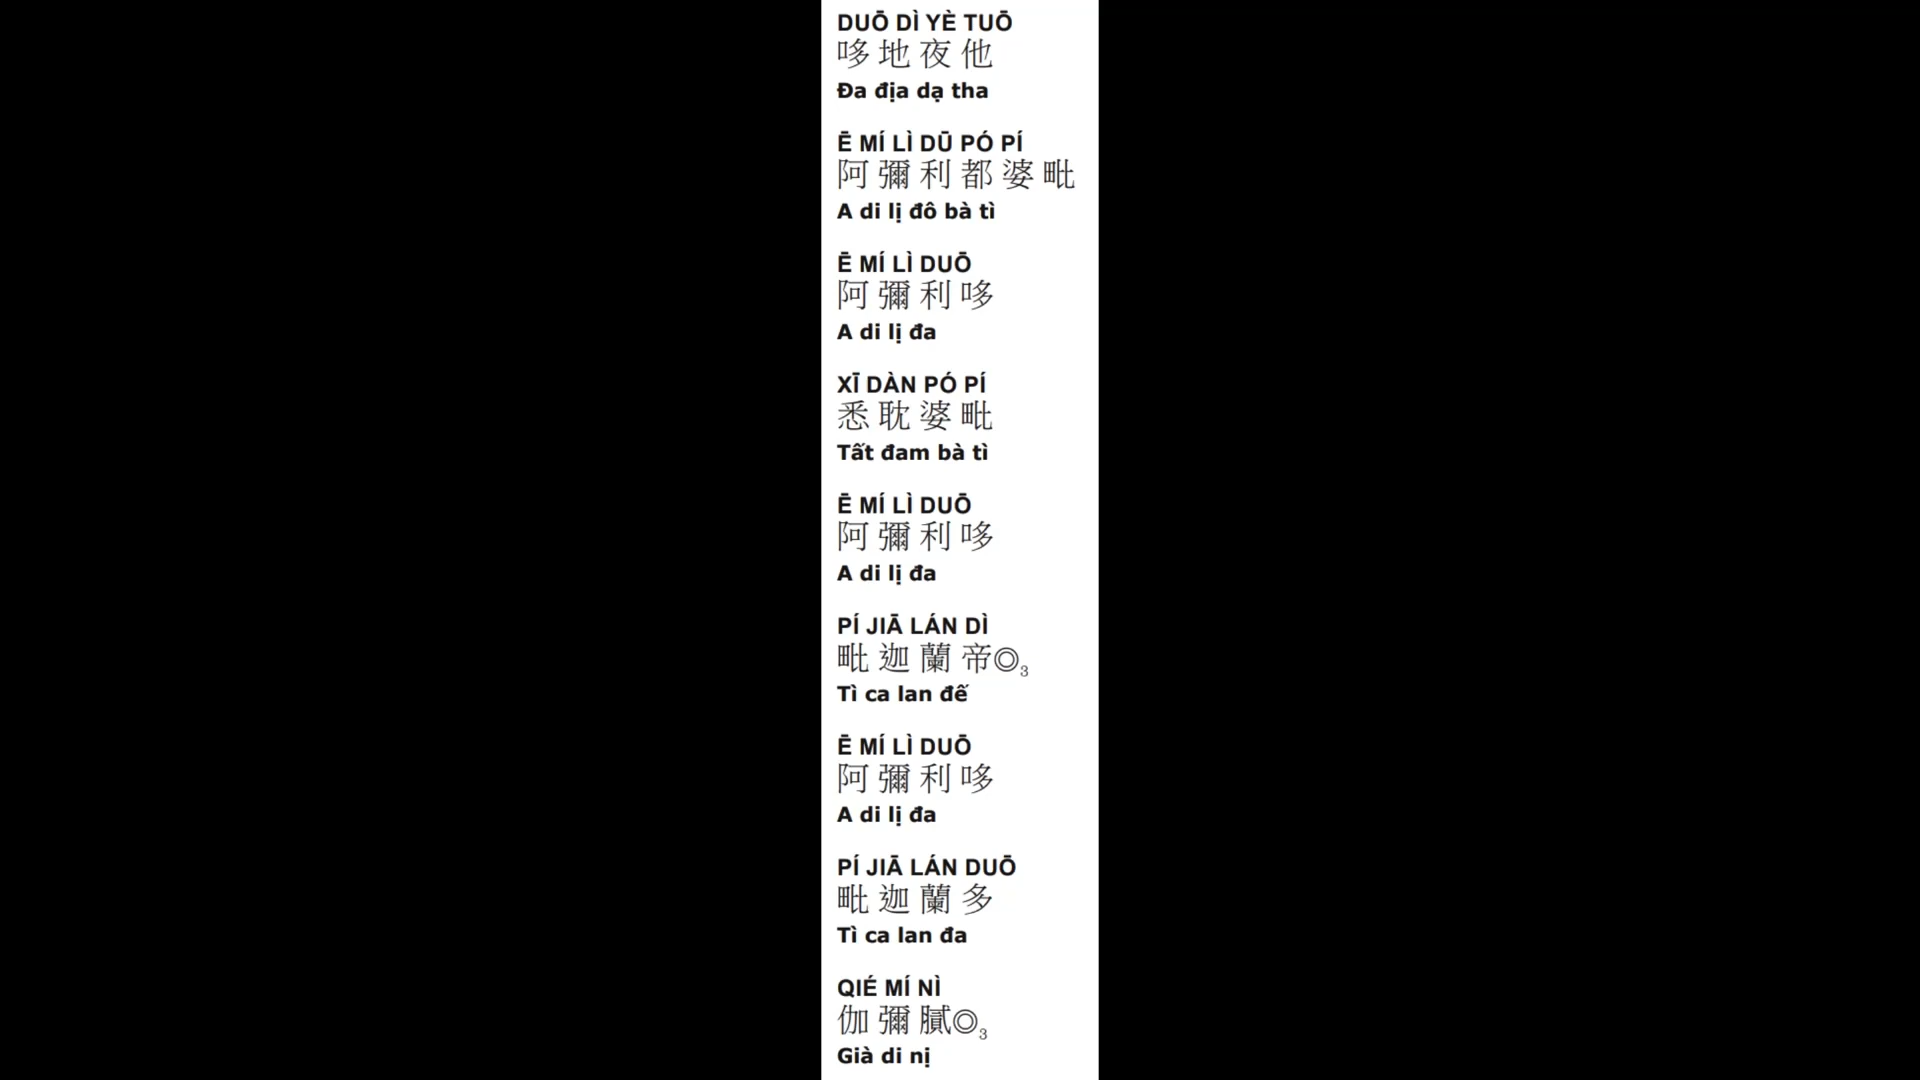 DUŌ DÌ YÈ TUŌ
哆 地 夜 他
Đa địa dạ tha
Ē MÍ LÌ DŪ PÓ PÍ
阿 彌 利 都 婆 毗
A di lị đô bà tì
Ē MÍ LÌ DUŌ
阿 彌 利 哆
A di lị đa
XĪ DÀN PÓ PÍ
悉 耽 婆 毗
Tất đam bà tì
Ē MÍ LÌ DUŌ
阿 彌 利 哆
A di lị đa
PÍ JIĀ LÁN DÌ
毗 迦 蘭 帝◎3
Tì ca lan đế
Ē MÍ LÌ DUŌ
阿 彌 利 哆
A di lị đa
PÍ JIĀ LÁN DUŌ
毗 迦 蘭 多
Tì ca lan đa
QIÉ MÍ NÌ
伽 彌 膩◎3
Già di nị